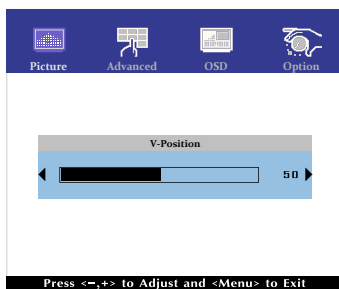 Picture Advanced OSD Option
V-Position
50
Press <–,+> to Adjust and <Menu> to Exit